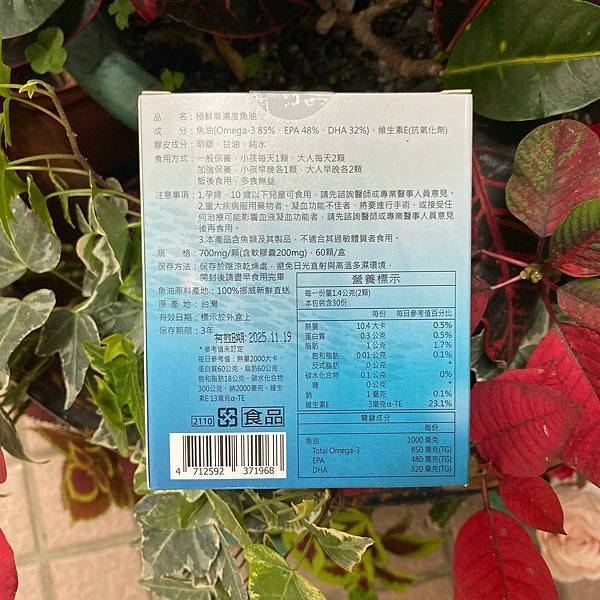 品　　名：極鮮高濃度魚油
成　　分：魚油(Omega-3 85%、EPA 48%、DHA 32%)、維生素E(抗氧化劑)
膠皮成分：明膠、甘油、純水
食用方式：一般保養，小孩每天1顆，大人每天2顆
加強保養，小孩早晚各1顆，大人早晚各2顆
飯後食用，多食無益
注意事項：1.孕婦、10歲以下兒童可食用，請先諮詢醫師或專業醫事人員意見。
2.重大疾病服用藥物者、凝血功能不佳者、將要進行手術、或接受任
何治療可能影響血液凝血功能者，請先諮詢醫師或專業醫事人員意見
後再食用。
3.本產品含魚類及其製品，不適合其過敏體質者食用。
規　　格：700mg/顆(含軟膠囊200mg)，60顆/盒
保存方法：保存於陰涼乾燥處，避免日光直射與高溫多濕環境，
開封後請盡早食用完畢
魚油原料產地：100%挪威新鮮直送
原 產 地：台灣
有效日期：標示於外盒上
保存期限：3年
有效日期:2025.11.19
*參考值未訂定
每日參考值：熱量2000大卡、
蛋白質60公克、脂肪60公克、
飽和脂肪18公克、碳水化合物
300公克、鈉2000毫克、維生
素E 13毫克α-TE
2110 食品
4 712592 371968
營養標示
每一份量1.4公克(2顆)
本包裝含30份
每份 每日參考值百分比
熱量 10.4 大卡 0.5%
蛋白質 0.3 公克 0.5%
脂肪 1 公克 1.7%
飽和脂肪 0.01 公克 0.1%
反式脂肪 0 公克 *
碳水化合物 0.1 公克 0%
糖 0 公克 *
鈉 1 毫克 0.1%
維生素E 3毫克α-TE 23.1%
關鍵成分
每份
魚油 1000 毫克
Total Omega-3 850 毫克(TG)
EPA 480 毫克(TG)
DHA 320 毫克(TG)